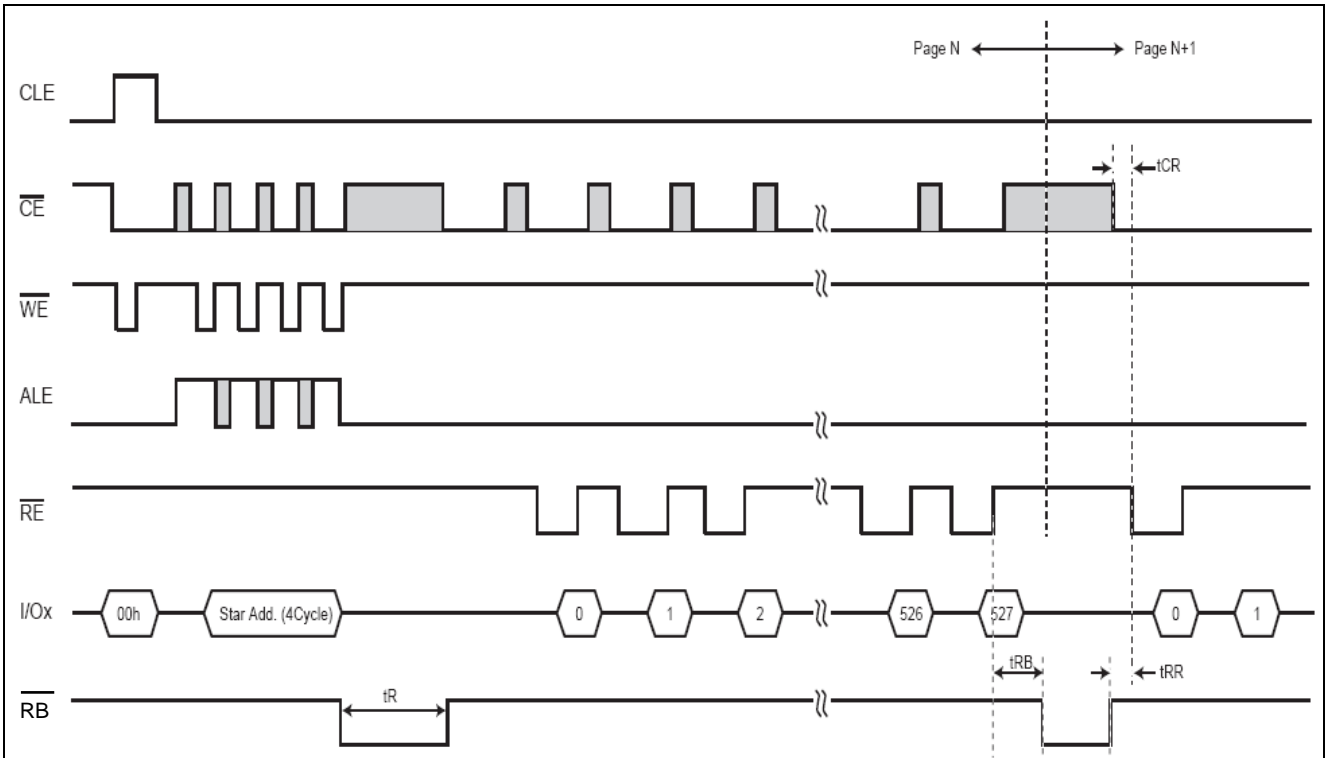 Page N Page N+1
CLE
tCR
CE
WE
ALE
RE
I/Ox 00h Star Add. (4Cycle) 0 1 2 526 527 0 1
tRB tRR
tR
RB